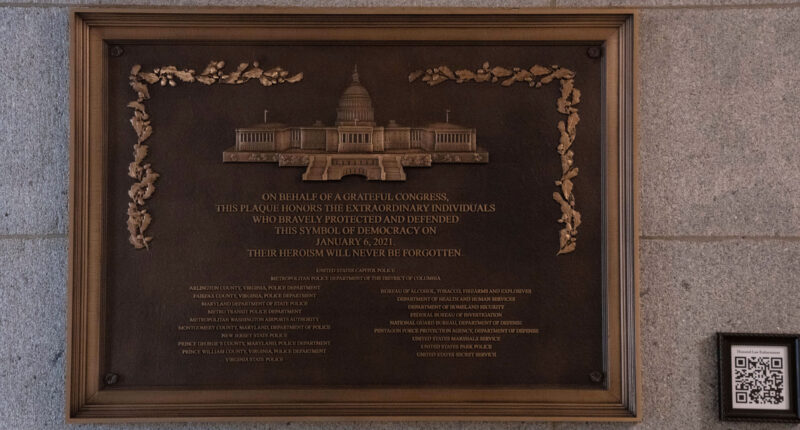 ON BEHALF OF A GRATEFUL CONGRESS,
THIS PLAQUE HONORS THE EXTRAORDINARY INDIVIDUALS
WHO BRAVELY PROTECTED AND DEFENDED
THIS SYMBOL OF DEMOCRACY ON
JANUARY 6, 2021.
THEIR HEROISM WILL NEVER BE FORGOTTEN.
UNITED STATES CAPITOL POLICE
METROPOLITAN POLICE DEPARTMENT OF THE DISTRICT OF COLUMBIA
ARLINGTON COUNTY, VIRGINIA, POLICE DEPARTMENT
FAIRFAX COUNTY, VIRGINIA, POLICE DEPARTMENT
MARYLAND DEPARTMENT OF STATE POLICE
METRO TRANSIT POLICE DEPARTMENT
METROPOLITAN WASHINGTON AIRPORTS AUTHORITY
MONTGOMERY COUNTY, MARYLAND, DEPARTMENT OF POLICE
NEW JERSEY STATE POLICE
PRINCE GEORGE'S COUNTY, MARYLAND, POLICE DEPARTMENT
PRINCE WILLIAM COUNTY, VIRGINIA, POLICE DEPARTMENT
VIRGINIA STATE POLICE
BUREAU OF ALCOHOL, TOBACCO, FIREARMS AND EXPLOSIVES
DEPARTMENT OF HEALTH AND HUMAN SERVICES
DEPARTMENT OF HOMELAND SECURITY
FEDERAL BUREAU OF INVESTIGATION
NATIONAL GUARD BUREAU, DEPARTMENT OF DEFENSE
PENTAGON FORCE PROTECTION AGENCY, DEPARTMENT OF DEFENSE
UNITED STATES MARSHALS SERVICE
UNITED STATES PARK POLICE
UNITED STATES SECRET SERVICE
Honored Law Enforcement